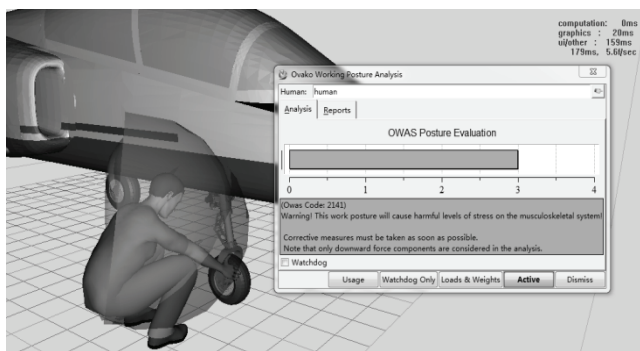 computation: 0ms
graphics : 20ms
ui/other : 159ms
179ms, 5.6f/sec
Ovako Working Posture Analysis
Human: human
Analysis Reports
OWAS Posture Evaluation
0 1 2 3 4
(Owas Code: 2141)
Warning! This work posture will cause harmful levels of stress on the musculoskeletal system!
Corrective measures must be taken as soon as possible.
Note that only downward force components are considered in the analysis.
Watchdog
Usage Watchdog Only Loads & Weights Active Dismiss